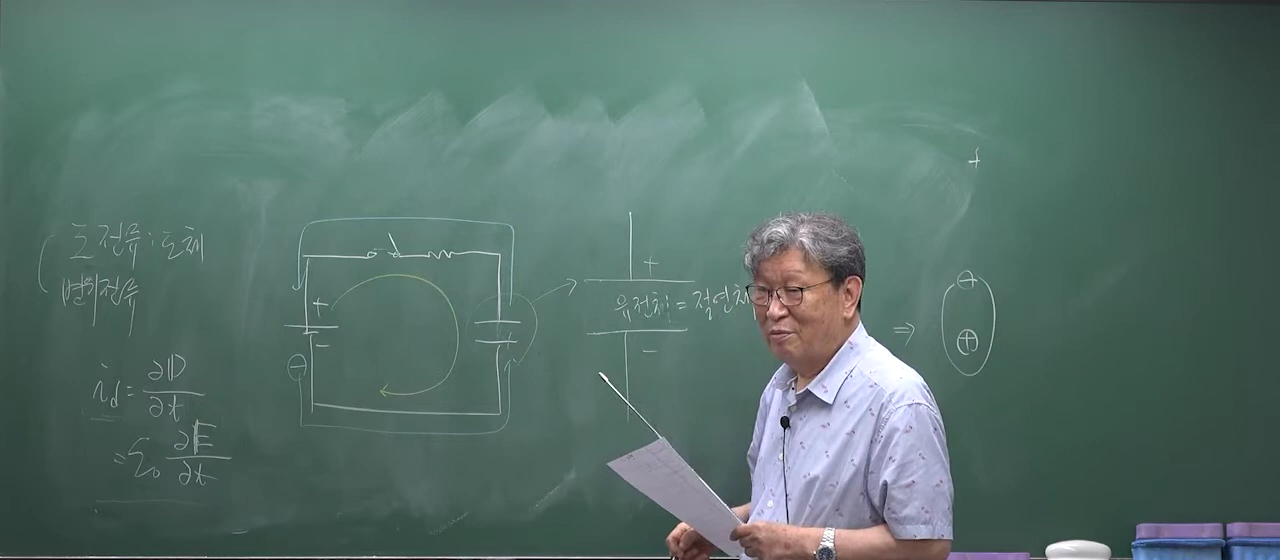 도전류 : 도체
변위전류
i_d = ∂D/∂t
= ε₀ ∂E/∂t
+
−
⊖
+
유전체 = 절연체
−
⇒
+
⊖
⊕